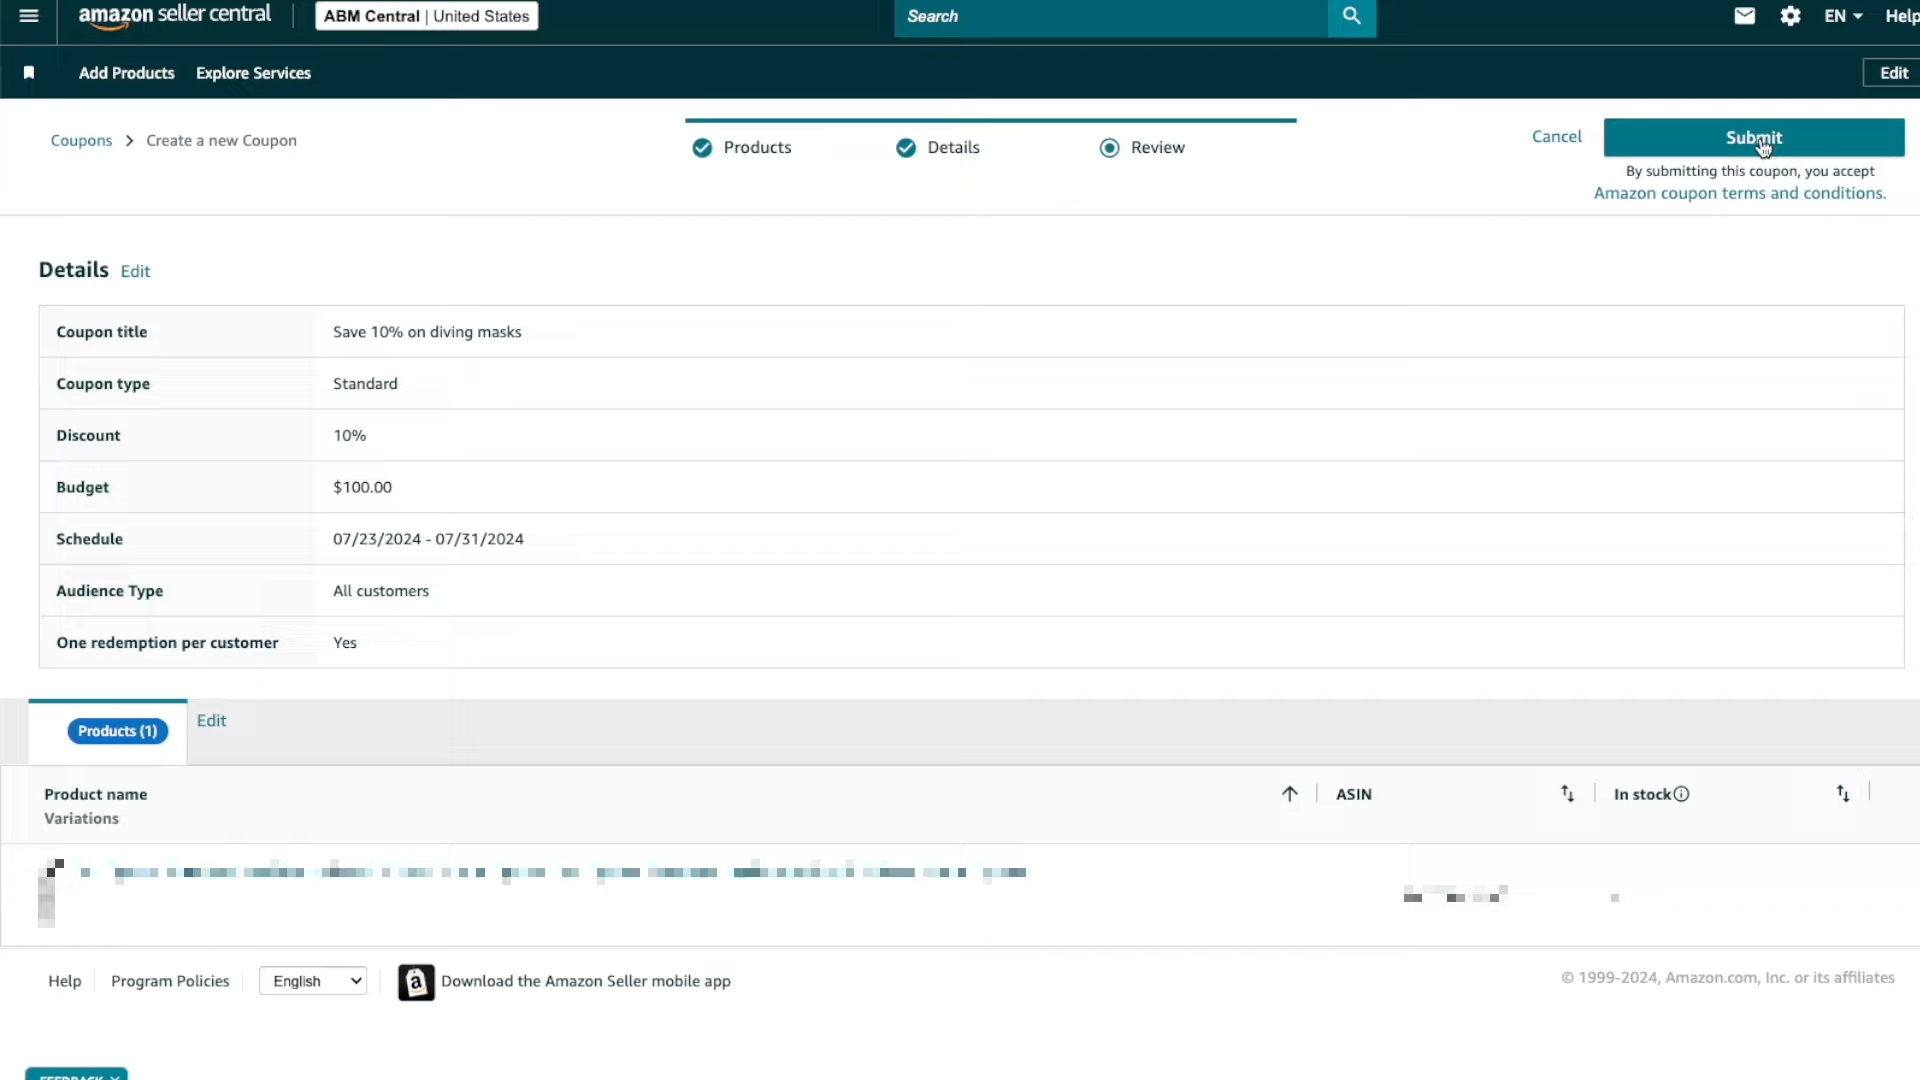 amazon seller central
ABM Central | United States
Search
EN
Help
Add Products
Explore Services
Edit
Coupons
Create a new Coupon
Products
Details
Review
Cancel
Submit
By submitting this coupon, you accept
Amazon coupon terms and conditions.
Details
Edit
Coupon title
Save 10% on diving masks
Coupon type
Standard
Discount
10%
Budget
$100.00
Schedule
07/23/2024 - 07/31/2024
Audience Type
All customers
One redemption per customer
Yes
Products (1)
Edit
Product name
ASIN
In stock
Variations
Help
Program Policies
English
Download the Amazon Seller mobile app
© 1999-2024, Amazon.com, Inc. or its affiliates
FEEDBACK